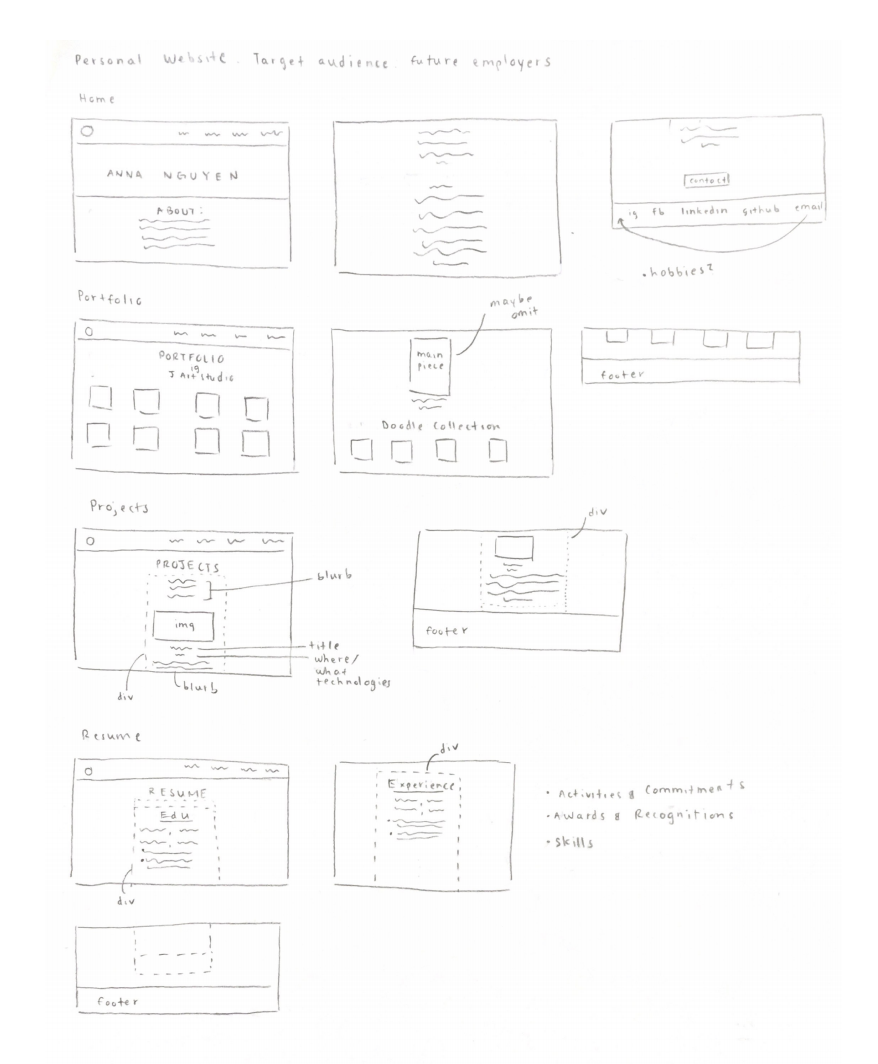 Personal Website. Target audience. future employers
Home
ANNA NGUYEN
ABOUT:
contact
ig fb linkedin github email
• hobbies?
Portfolio
maybe
omit
PORTFOLIO
ig
J Art Studio
main
piece
Doodle Collection
footer
Projects
PROJECTS
blurb
img
title
where/
what
technologies
blurb
div
div
footer
Resume
RESUME
Edu
div
div
Experience
• Activities & Commitments
• Awards & Recognitions
• Skills
footer